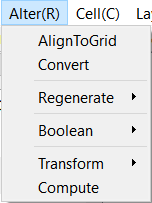 Alter(R) Cell(C)
AlignToGrid
Convert
Regenerate
Boolean
Transform
Compute